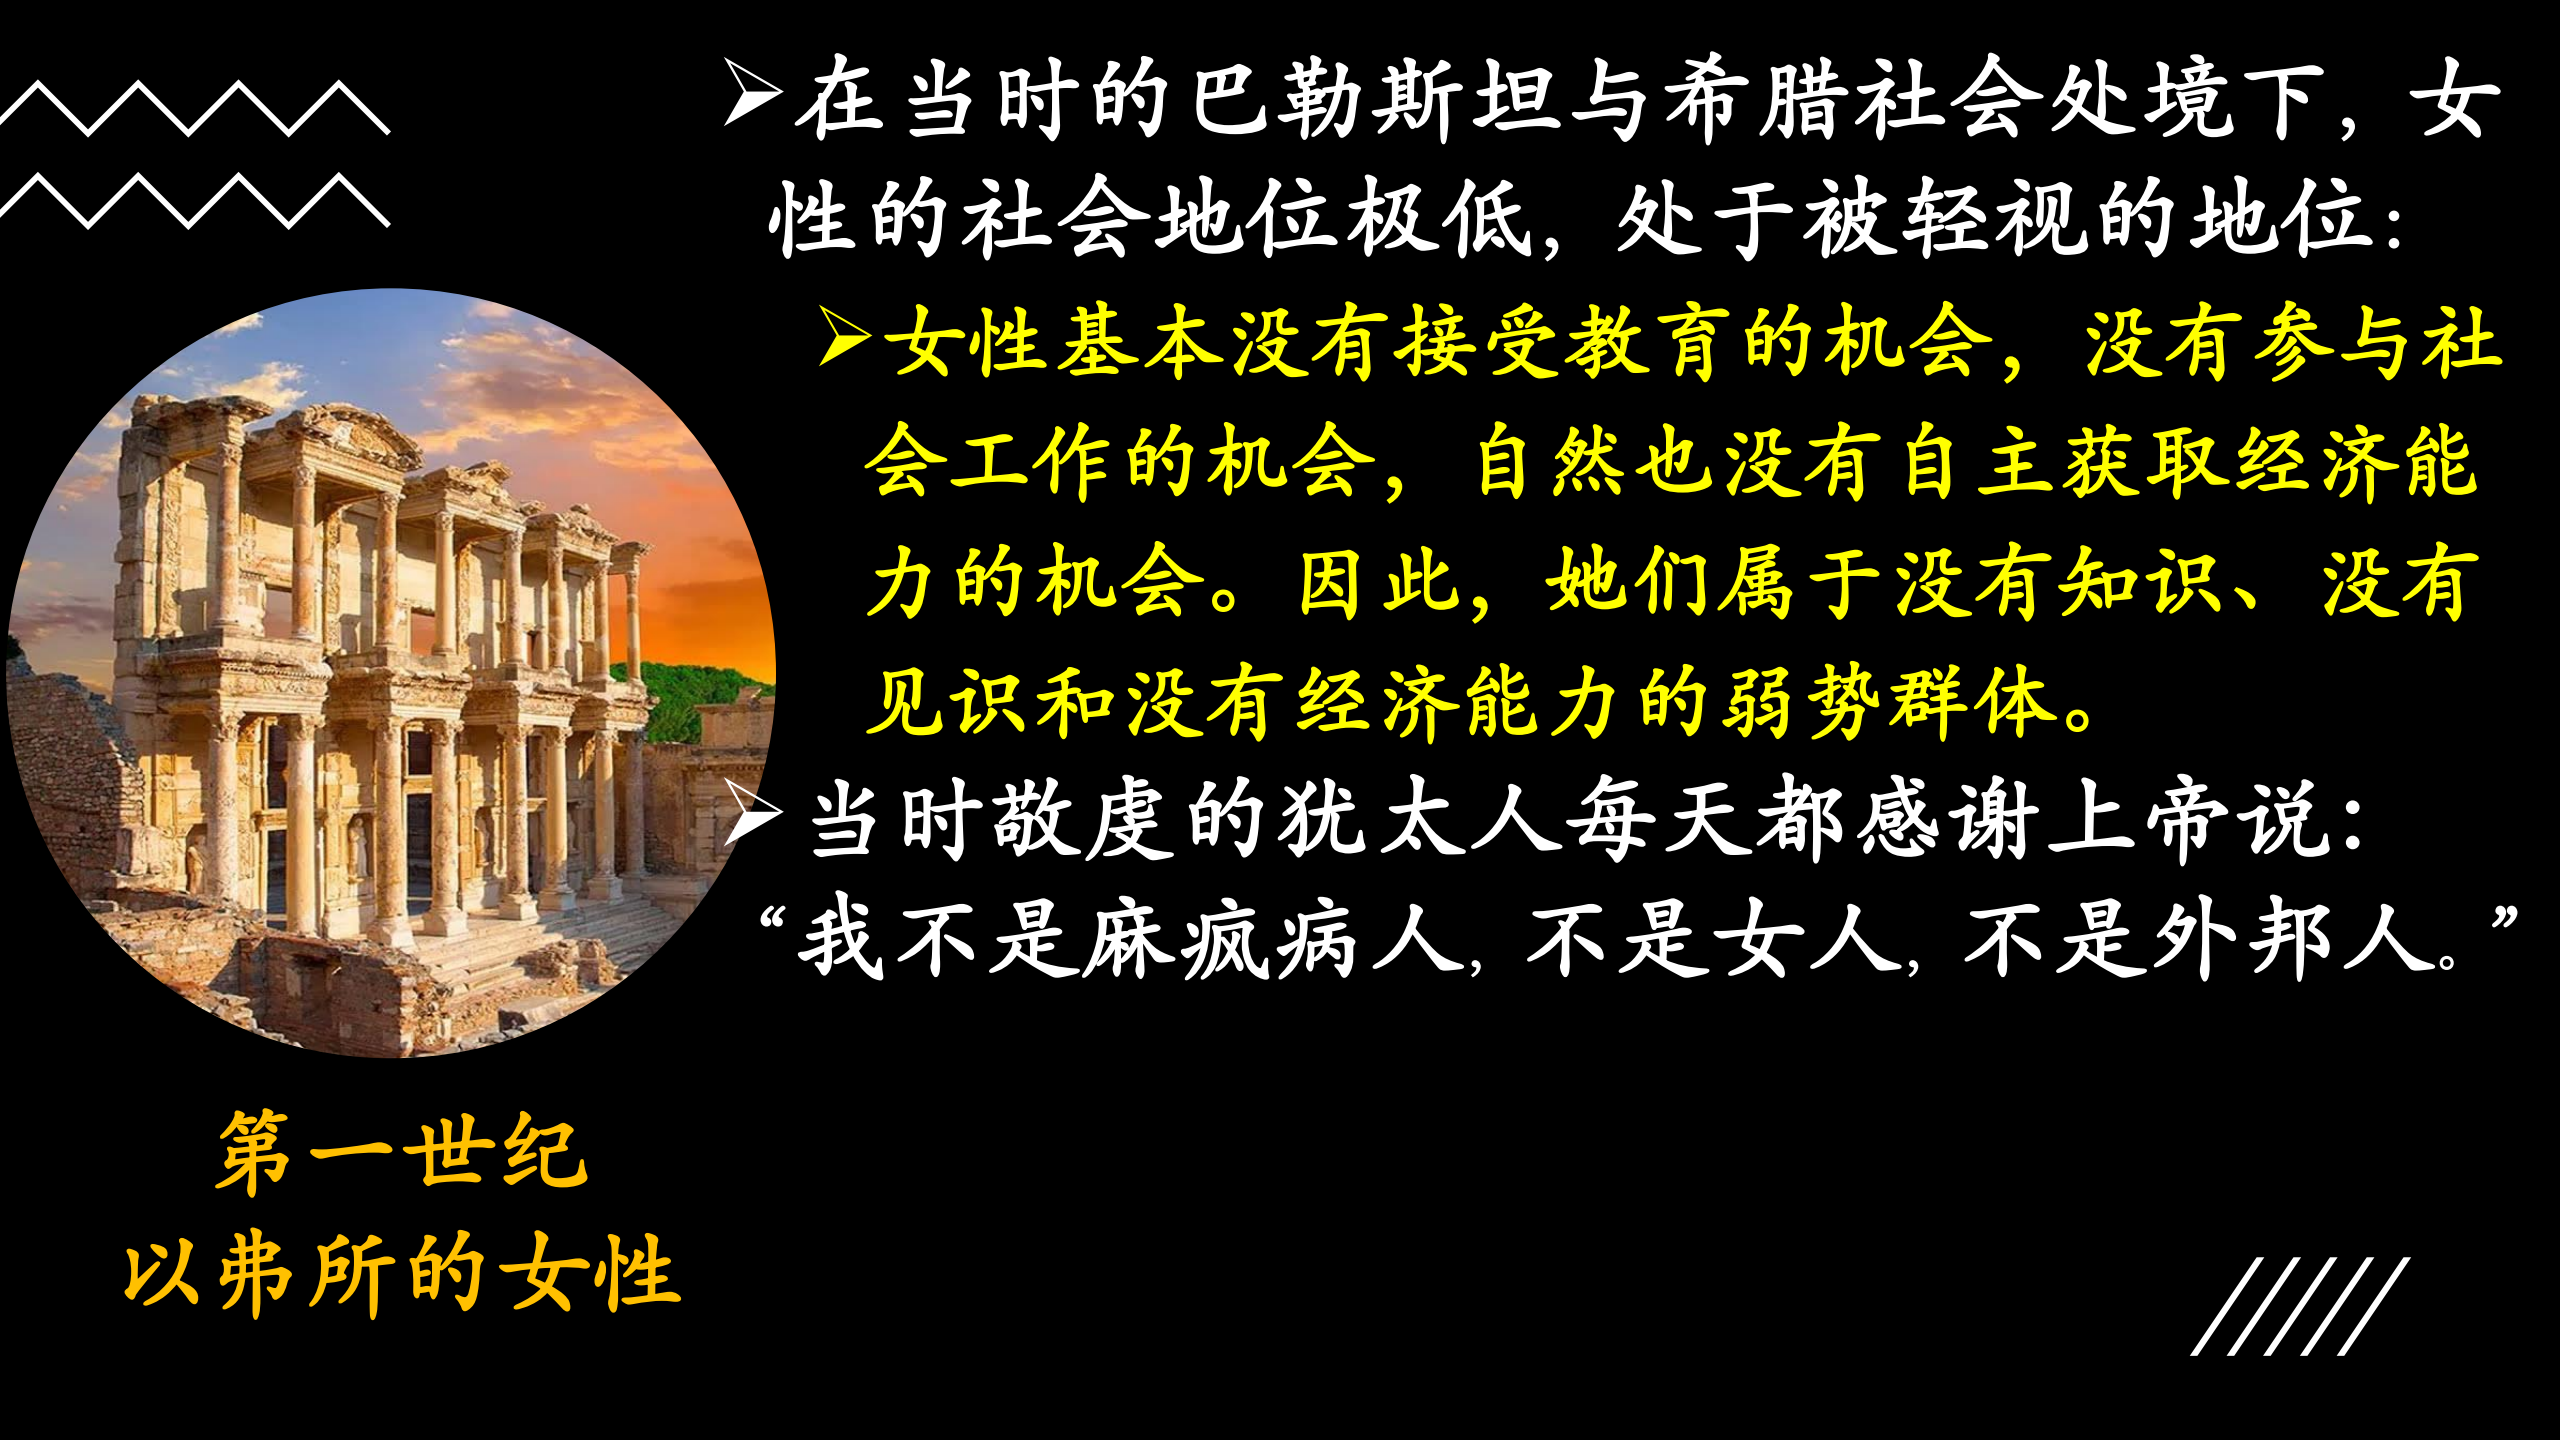 在当时的巴勒斯坦与希腊社会处境下，女
性的社会地位极低，处于被轻视的地位：
女性基本没有接受教育的机会，没有参与社
会工作的机会，自然也没有自主获取经济能
力的机会。因此，她们属于没有知识、没有
见识和没有经济能力的弱势群体。
当时敬虔的犹太人每天都感谢上帝说：
“我不是麻疯病人，不是女人，不是外邦人。”
第一世纪
以弗所的女性